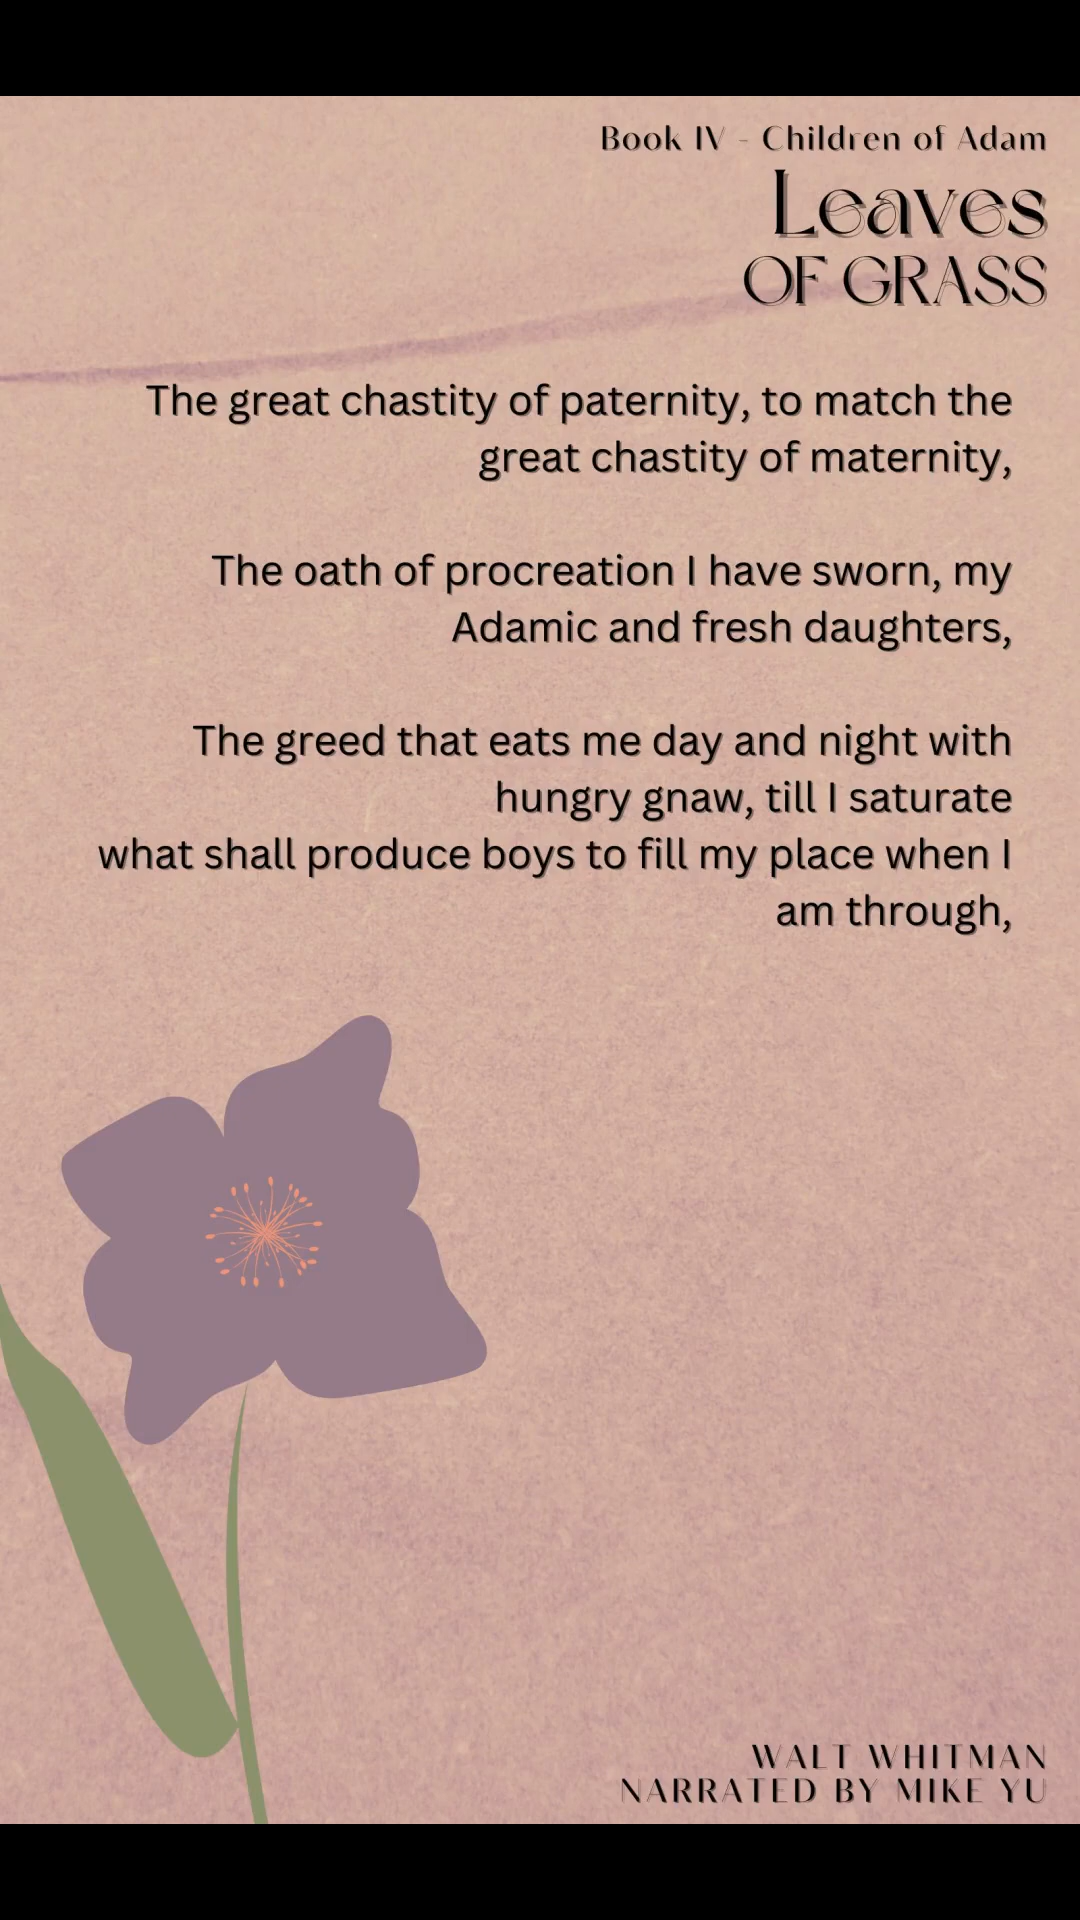 Book IV - Children of Adam
Leaves
OF GRASS
The great chastity of paternity, to match the
great chastity of maternity,
The oath of procreation I have sworn, my
Adamic and fresh daughters,
The greed that eats me day and night with
hungry gnaw, till I saturate
what shall produce boys to fill my place when I
am through,
WALT WHITMAN
NARRATED BY MIKE YU